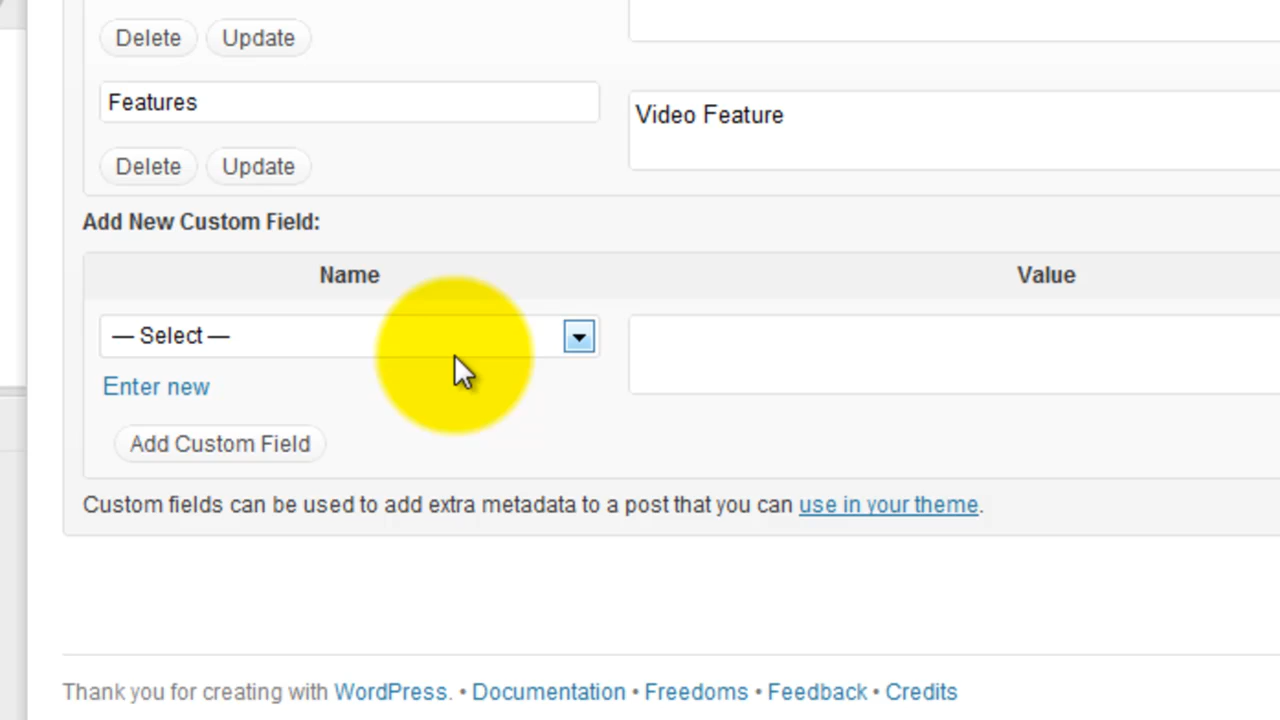 Delete Update
Features
Video Feature
Delete Update
Add New Custom Field:
Name Value
— Select —
Enter new
Add Custom Field
Custom fields can be used to add extra metadata to a post that you can use in your theme.
Thank you for creating with WordPress. • Documentation • Freedoms • Feedback • Credits